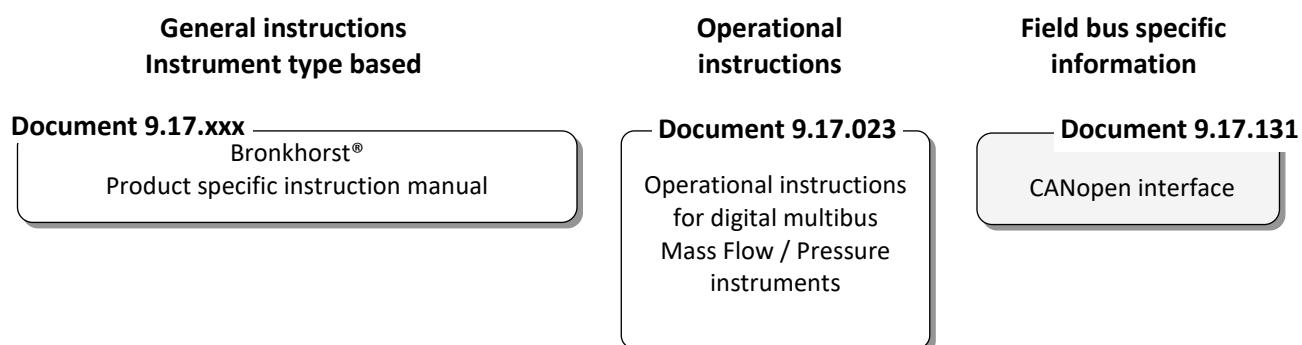 General instructions
Instrument type based
Operational
instructions
Field bus specific
information
Document 9.17.xxx
Bronkhorst®
Product specific instruction manual
Document 9.17.023
Operational instructions
for digital multibus
Mass Flow / Pressure
instruments
Document 9.17.131
CANopen interface